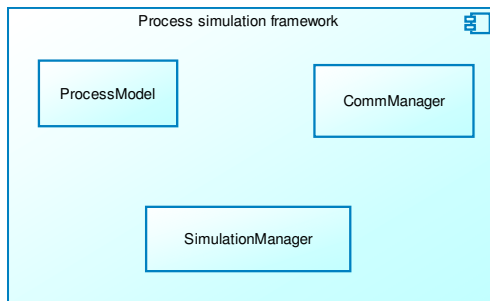 Process simulation framework
ProcessModel
CommManager
SimulationManager